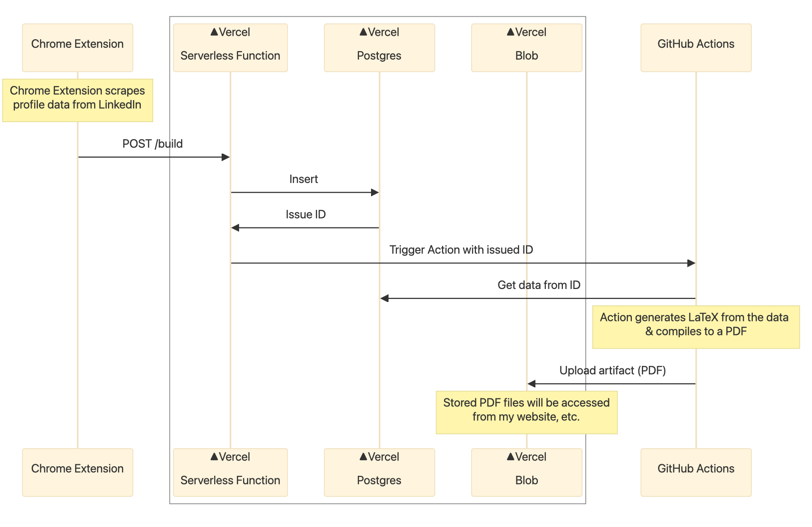 Chrome Extension
▲Vercel
Serverless Function
▲Vercel
Postgres
▲Vercel
Blob
GitHub Actions
Chrome Extension scrapes
profile data from LinkedIn
POST /build
Insert
Issue ID
Trigger Action with issued ID
Get data from ID
Action generates LaTeX from the data
& compiles to a PDF
Upload artifact (PDF)
Stored PDF files will be accessed
from my website, etc.
Chrome Extension
▲Vercel
Serverless Function
▲Vercel
Postgres
▲Vercel
Blob
GitHub Actions